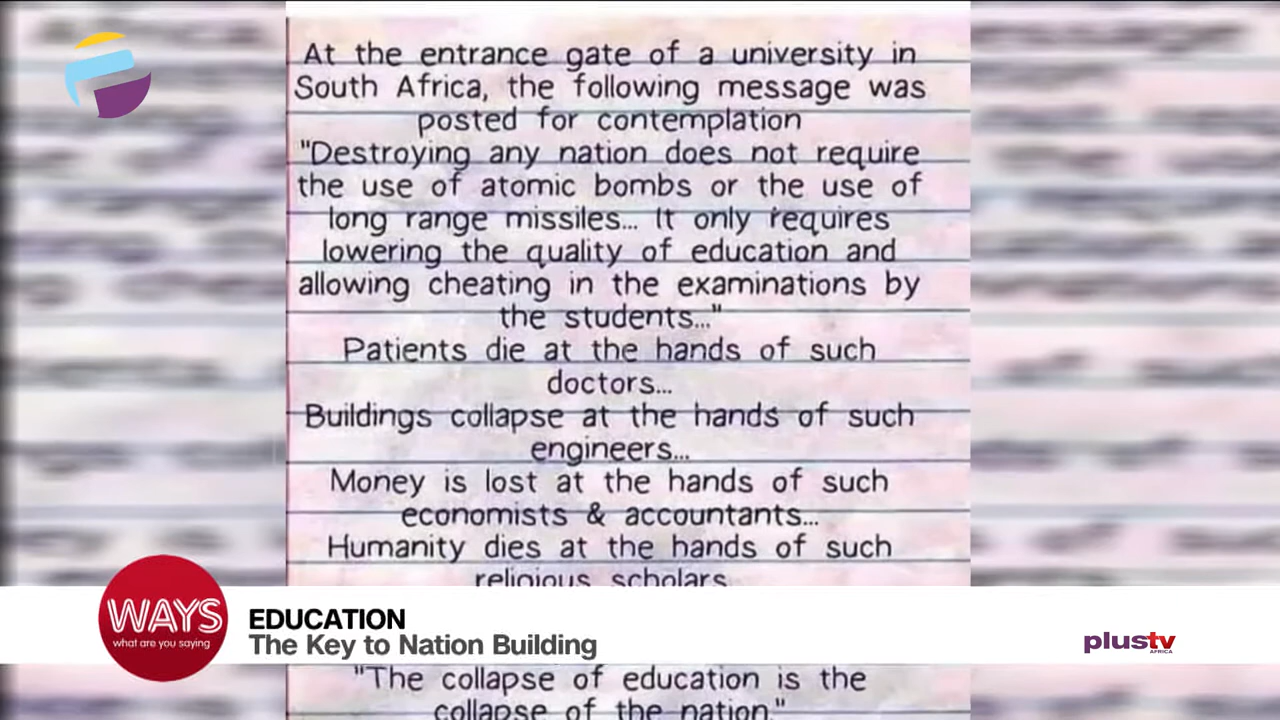 At the entrance gate of a university in
South Africa, the following message was
posted for contemplation
"Destroying any nation does not require
the use of atomic bombs or the use of
long range missiles... It only requires
lowering the quality of education and
allowing cheating in the examinations by
the students..."
Patients die at the hands of such
doctors...
Buildings collapse at the hands of such
engineers...
Money is lost at the hands of such
economists & accountants...
Humanity dies at the hands of such
religious scholars
WAYS
what are you saying
EDUCATION
The Key to Nation Building
plustv
AFRICA
"The collapse of education is the
collapse of the nation."